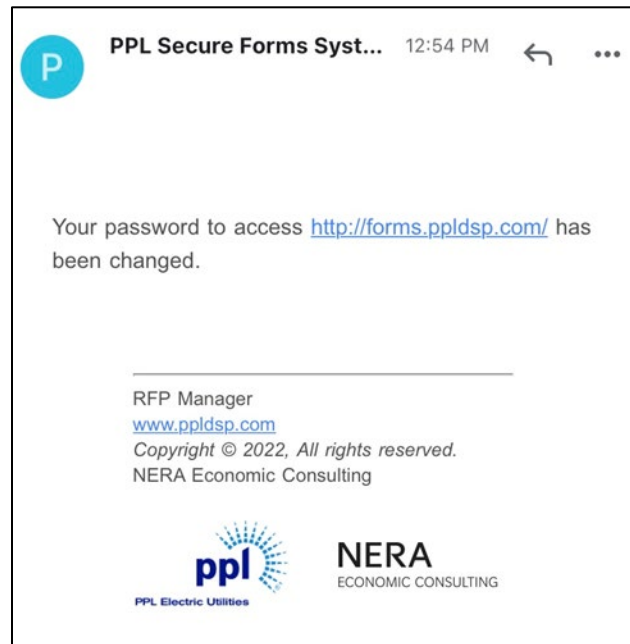 P
PPL Secure Forms Syst... 12:54 PM
Your password to access http://forms.ppldsp.com/ has
been changed.
RFP Manager
www.ppldsp.com
Copyright © 2022, All rights reserved.
NERA Economic Consulting
ppl
PPL Electric Utilities
NERA
ECONOMIC CONSULTING